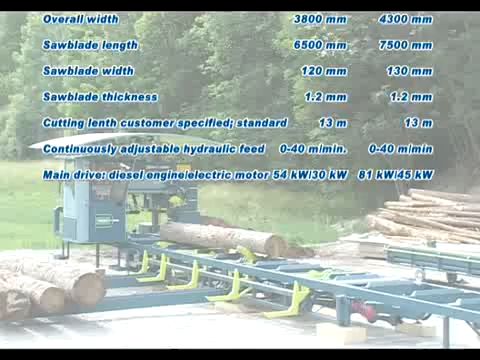 Overall width 3800 mm 4300 mm
Sawblade length 6500 mm 7500 mm
Sawblade width 120 mm 130 mm
Sawblade thickness 1.2 mm 1.2 mm
Cutting lenth customer specified; standard 13 m 13 m
Continuously adjustable hydraulic feed 0-40 m/min. 0-40 m/min
Main drive: diesel engine/electric motor 54 kW/30 kW 81 kW/45 kW